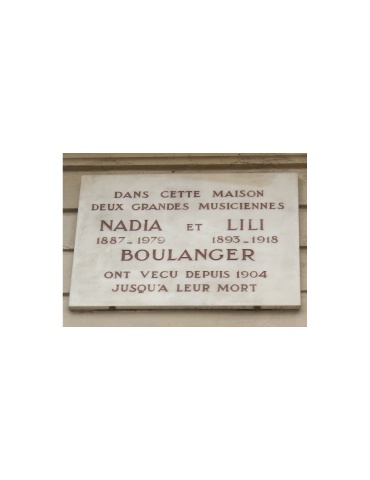 DANS CETTE MAISON
DEUX GRANDES MUSICIENNES
NADIA ET LILI
1887-1979 1893-1918
BOULANGER
ONT VECU DEPUIS 1904
JUSQU'A LEUR MORT